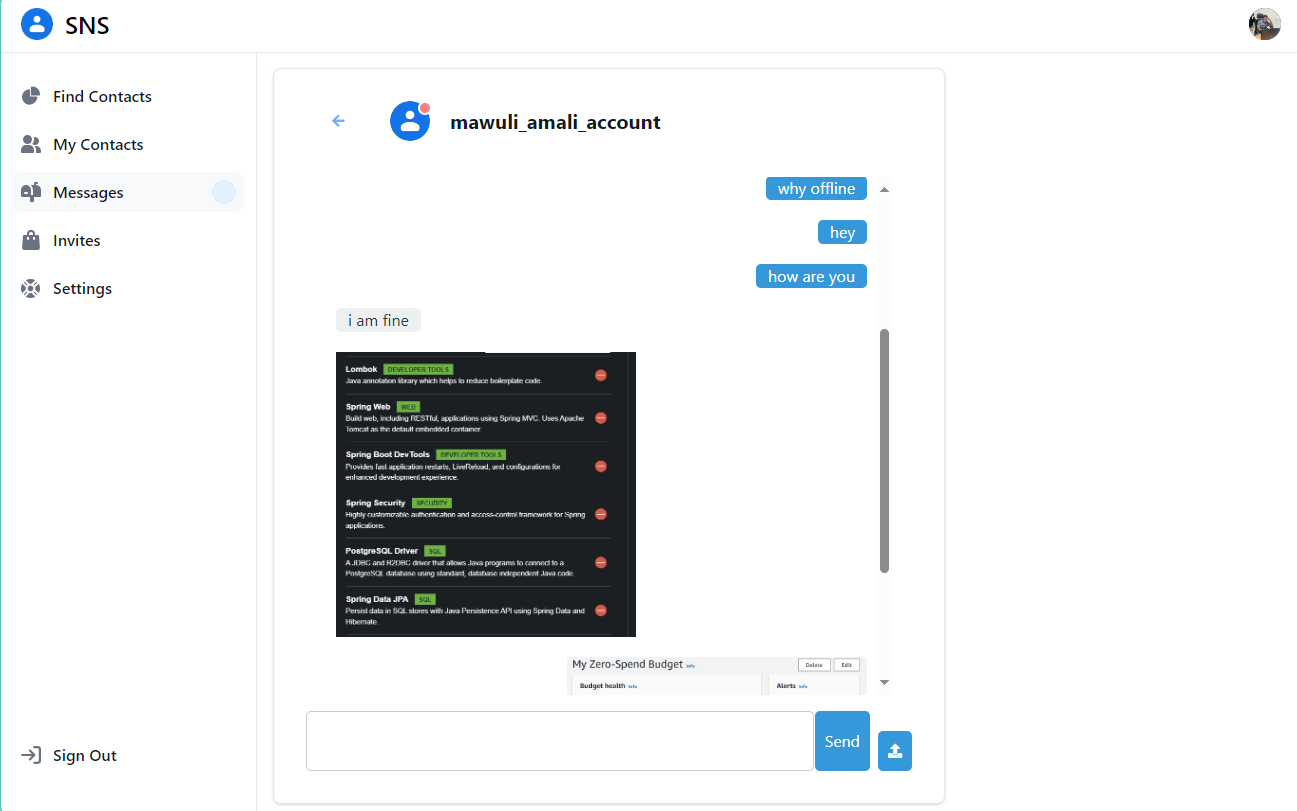 SNS
Find Contacts
My Contacts
Messages
Invites
Settings
Sign Out
mawuli_amali_account
why offline
hey
how are you
i am fine
Lombok DEVELOPER TOOLS
Java annotation library which helps to reduce boilerplate code.
Spring Web WEB
Build web, including RESTful, applications using Spring MVC. Uses Apache
Tomcat as the default embedded container.
Spring Boot DevTools DEVELOPER TOOLS
Provides fast application restarts, LiveReload, and configurations for
enhanced development experience.
Spring Security SECURITY
Highly customizable authentication and access-control framework for Spring
applications.
PostgreSQL Driver SQL
A JDBC and R2DBC driver that allows Java programs to connect to a
PostgreSQL database using standard, database independent Java code.
Spring Data JPA SQL
Persist data in SQL stores with Java Persistence API using Spring Data and
Hibernate.
My Zero-Spend Budget Info
Delete
Edit
Budget health Info
Alerts Info
Send